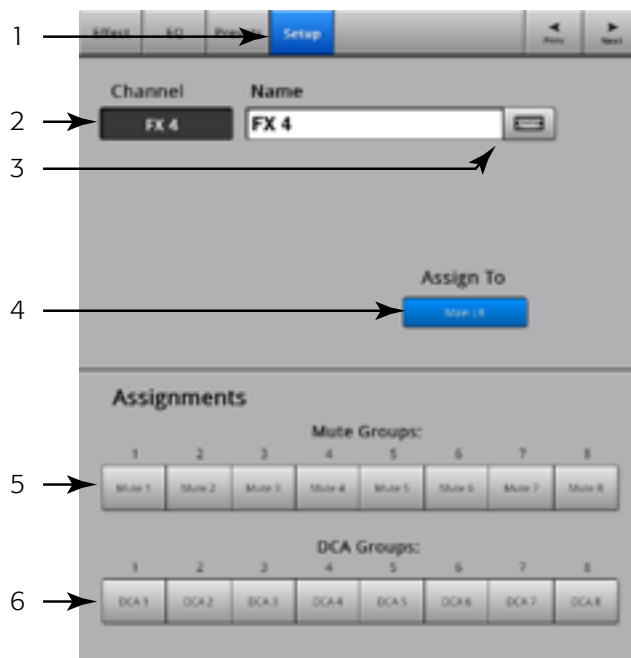 1
Effect EQ Presets Setup Prev Next
Channel Name
2
FX 4 FX 4
3
Assign To
4
Main LR
Assignments
Mute Groups:
1 2 3 4 5 6 7 8
5
Mute 1 Mute 2 Mute 3 Mute 4 Mute 5 Mute 6 Mute 7 Mute 8
DCA Groups:
1 2 3 4 5 6 7 8
6
DCA 1 DCA 2 DCA 3 DCA 4 DCA 5 DCA 6 DCA 7 DCA 8